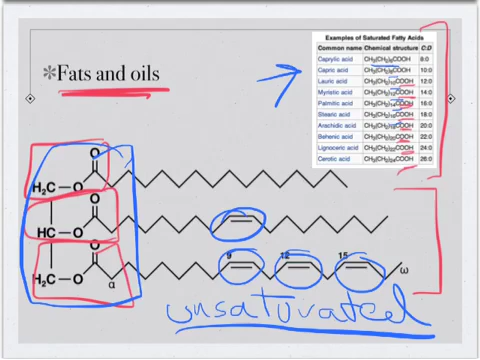 Examples of Saturated Fatty Acids
Common name Chemical structure C:D
Caprylic acid CH3(CH2)6COOH 8:0
Capric acid CH3(CH2)8COOH 10:0
Lauric acid CH3(CH2)10COOH 12:0
Myristic acid CH3(CH2)12COOH 14:0
Palmitic acid CH3(CH2)14COOH 16:0
Stearic acid CH3(CH2)16COOH 18:0
Arachidic acid CH3(CH2)18COOH 20:0
Behenic acid CH3(CH2)20COOH 22:0
Lignoceric acid CH3(CH2)22COOH 24:0
Cerotic acid CH3(CH2)24COOH 26:0
*Fats and oils
O
H2C–O
O
HC–O
O 9 12 15
H2C–O α ω
unsaturated